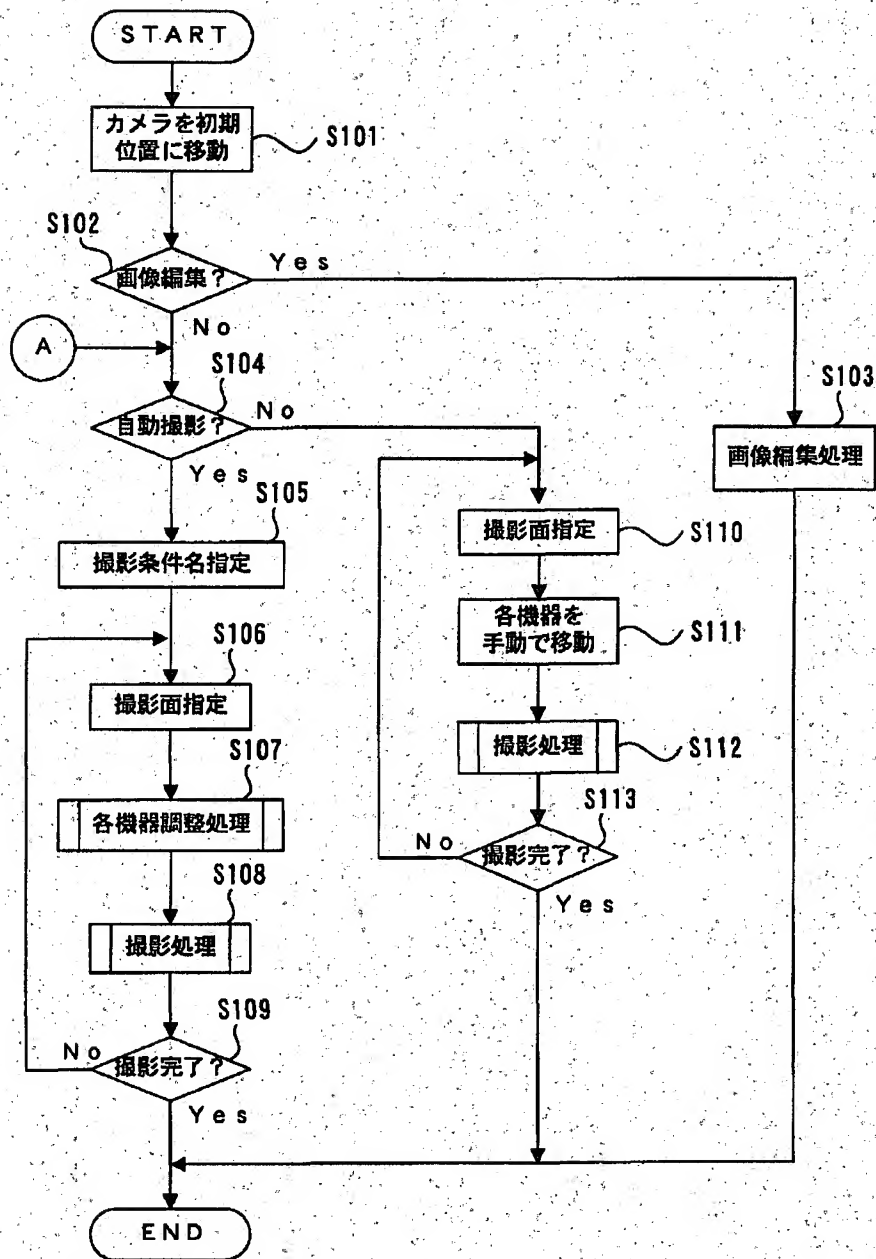 START
カメラを初期
位置に移動
S101
S102
画像編集?
Yes
No
A
S104
自動撮影?
No
Yes
S103
画像編集処理
S105
撮影条件名指定
S106
撮影面指定
S107
各機器調整処理
S108
撮影処理
S109
撮影完了?
No
Yes
撮影面指定
S110
各機器を
手動で移動
S111
撮影処理
S112
S113
撮影完了?
No
Yes
END